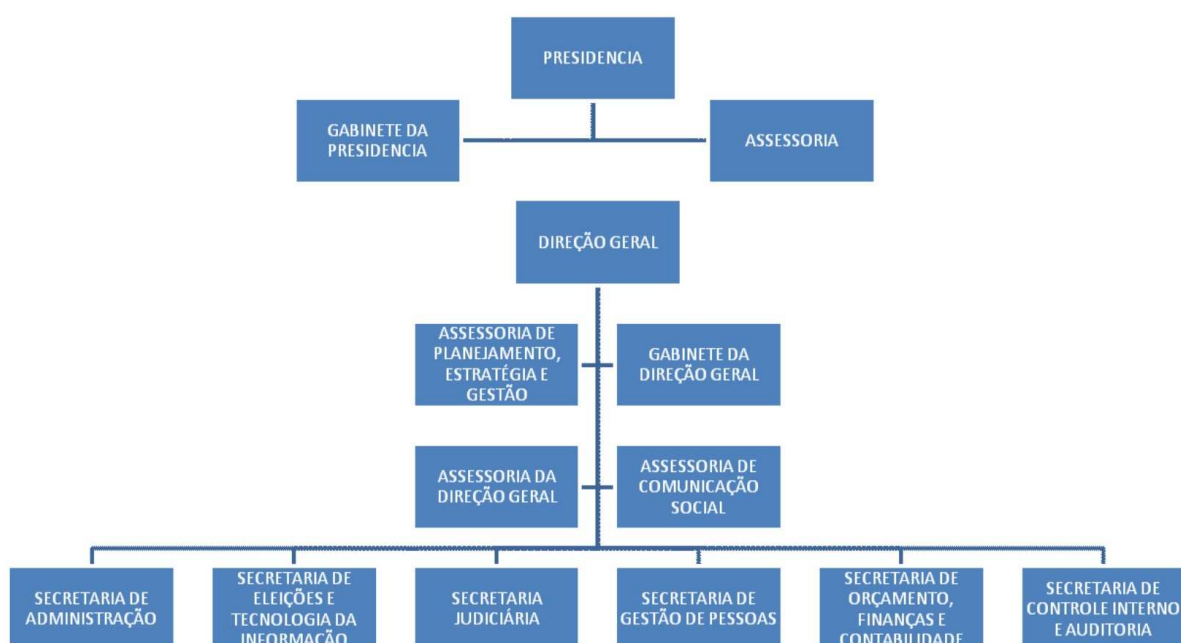 PRESIDENCIA
GABINETE DA
PRESIDENCIA
ASSESSORIA
DIREÇÃO GERAL
ASSESSORIA DE
PLANEJAMENTO,
ESTRATÉGIA E
GESTÃO
GABINETE DA
DIREÇÃO GERAL
ASSESSORIA DA
DIREÇÃO GERAL
ASSESSORIA DE
COMUNICAÇÃO
SOCIAL
SECRETARIA DE
ADMINISTRAÇÃO
SECRETARIA DE
ELEIÇÕES E
TECNOLOGIA DA
INFORMAÇÃO
SECRETARIA
JUDICIÁRIA
SECRETARIA DE
GESTÃO DE PESSOAS
SECRETARIA DE
ORÇAMENTO,
FINANÇAS E
CONTABILIDADE
SECRETARIA DE
CONTROLE INTERNO
E AUDITORIA